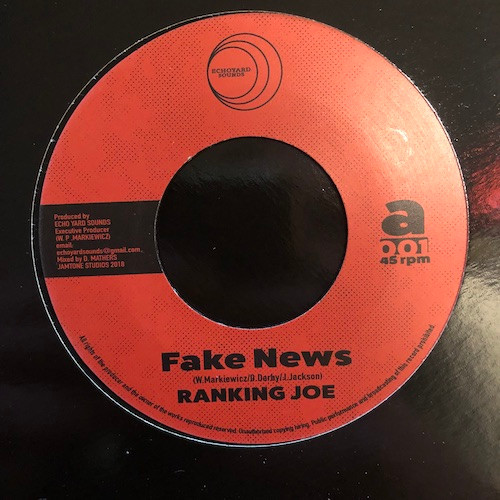 ECHOYARD
SOUNDS
Produced by
ECHO YARD SOUNDS
Executive Producer
(W. P .MARKIEWICZ)
email:
echoyardsounds@gmail.com,
Mixed by D. MATHERS
JAMTONE STUDIOS 2018
a
001
45 rpm
Fake News
(W.Markiewicz/D.Derby/J.Jackson)
RANKING JOE
All rights of the producer and the owner of the works reproduced reserved. Unauthorised copying hiring. Public performance and broadcasting of this record prohibited.